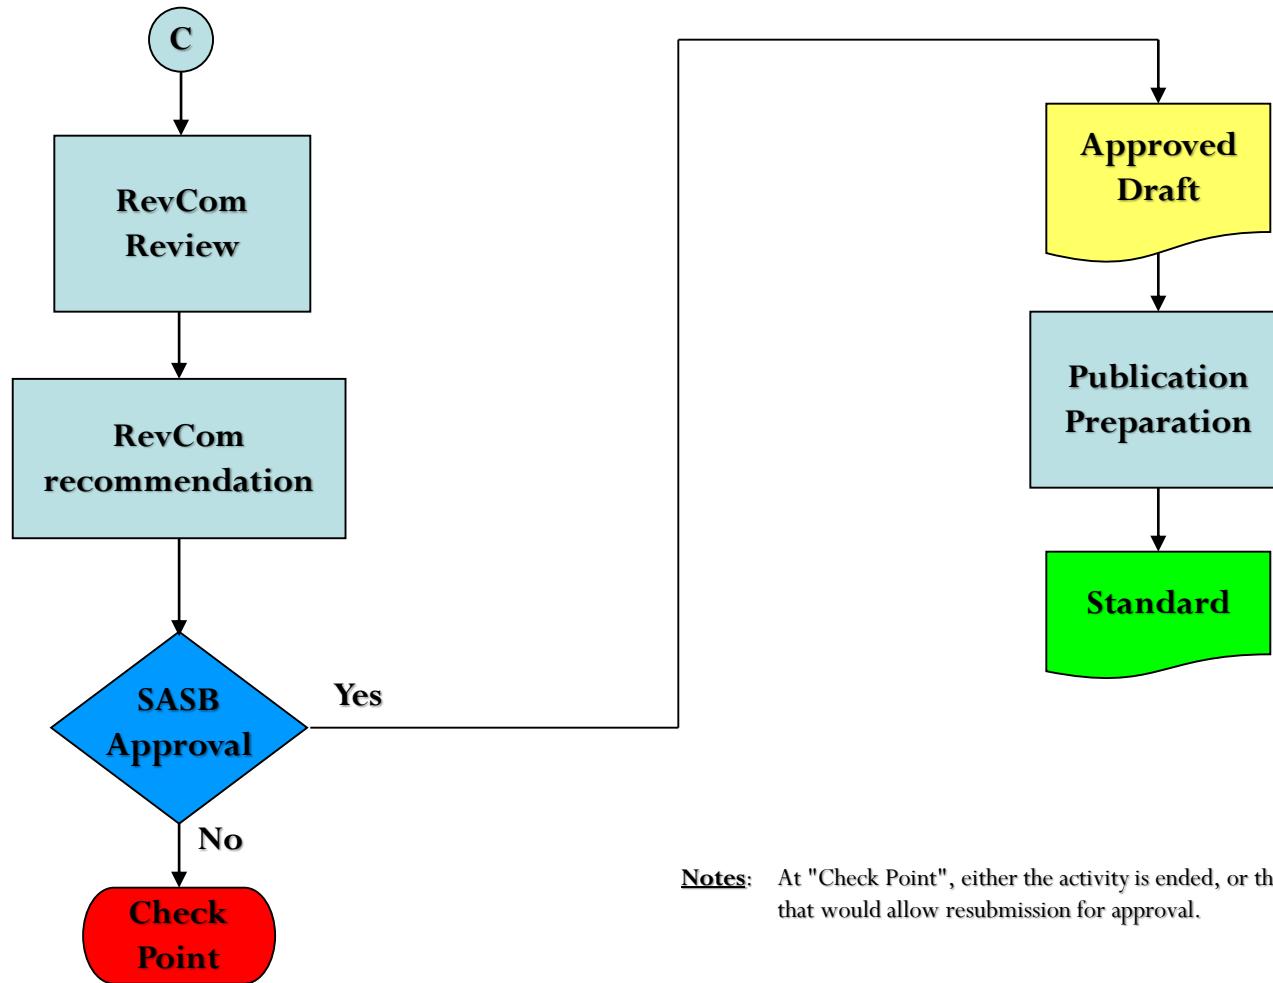 C
RevCom
Review
RevCom
recommendation
SASB
Approval
Yes
No
Check
Point
Approved
Draft
Publication
Preparation
Standard
Notes: At "Check Point", either the activity is ended, or
that would allow resubmission for approval.